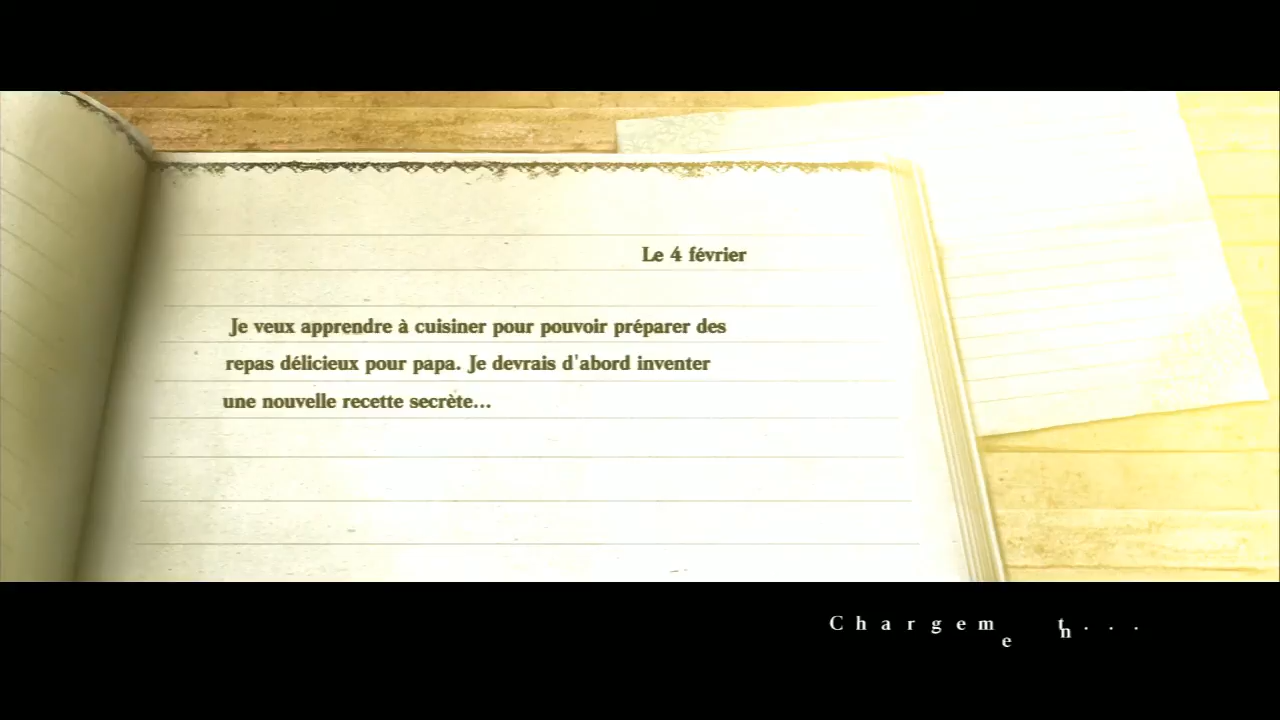 Le 4 février
Je veux apprendre à cuisiner pour pouvoir préparer des
repas délicieux pour papa. Je devrais d'abord inventer
une nouvelle recette secrète...
Chargement...